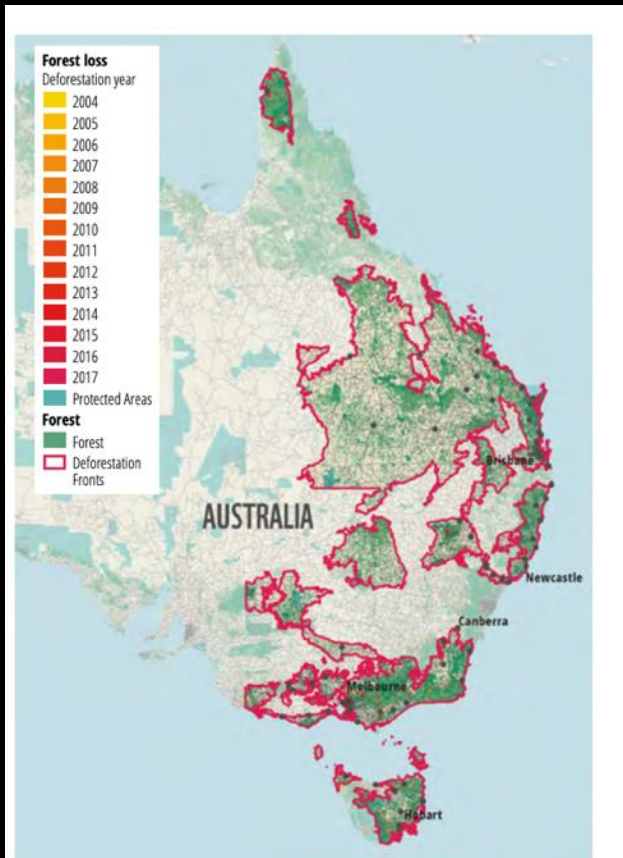 Forest loss
Deforestation year
2004
2005
2006
2007
2008
2009
2010
2011
2012
2013
2014
2015
2016
2017
Protected Areas
Forest
Forest
Deforestation
Fronts
Brisbane
AUSTRALIA
Newcastle
Canberra
Melbourne
Hobart